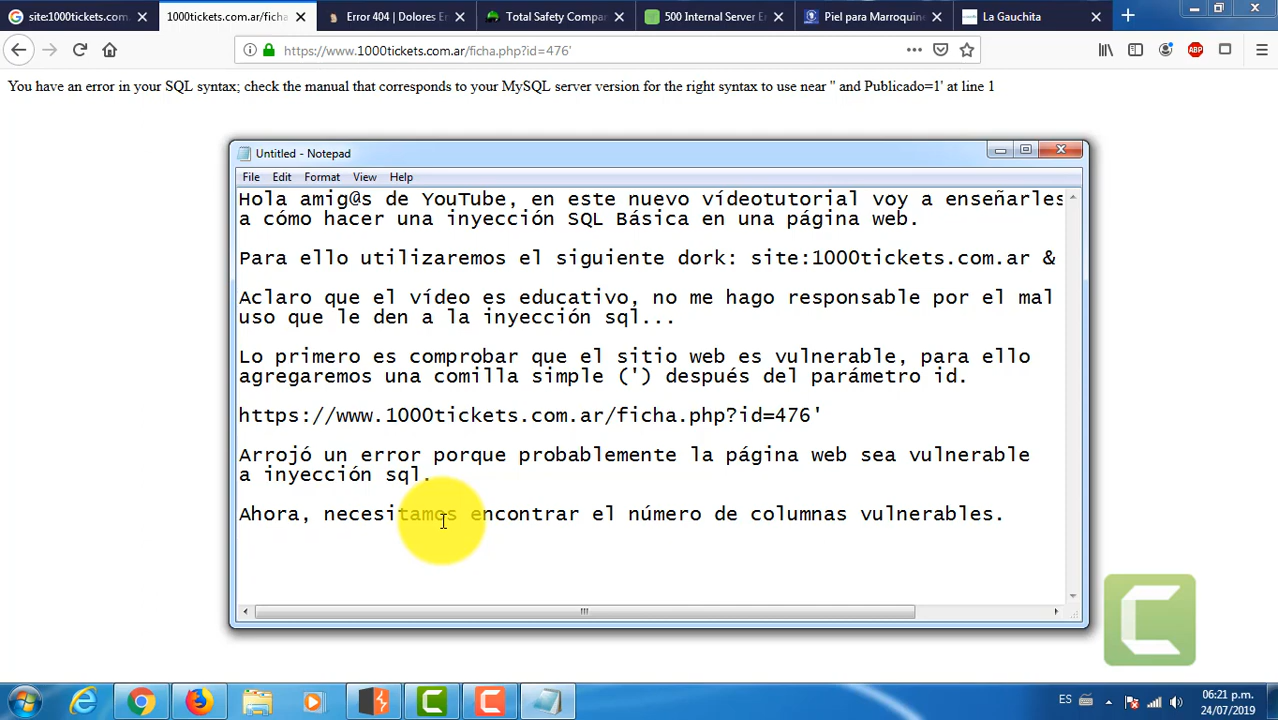 site:1000tickets.com.
1000tickets.com.ar/ficha
Error 404 | Dolores E
Total Safety Compa
500 Internal Server E
Piel para Marroquine
La Gauchita
https://www.1000tickets.com.ar/ficha.php?id=476'
ABP
You have an error in your SQL syntax; check the manual that corresponds to your MySQL server version for the right syntax to use near '' and Publicado=1' at line 1
Untitled - Notepad
File Edit Format View Help
Hola amig@s de YouTube, en este nuevo vídeotutorial voy a enseñarles
a cómo hacer una inyección SQL Básica en una página web.
Para ello utilizaremos el siguiente dork: site:1000tickets.com.ar &
Aclaro que el vídeo es educativo, no me hago responsable por el mal
uso que le den a la inyección sql...
Lo primero es comprobar que el sitio web es vulnerable, para ello
agregaremos una comilla simple (') después del parámetro id.
https://www.1000tickets.com.ar/ficha.php?id=476'
Arrojó un error porque probablemente la página web sea vulnerable
a inyección sql.
Ahora, necesitamos encontrar el número de columnas vulnerables.
ES
06:21 p.m.
24/07/2019